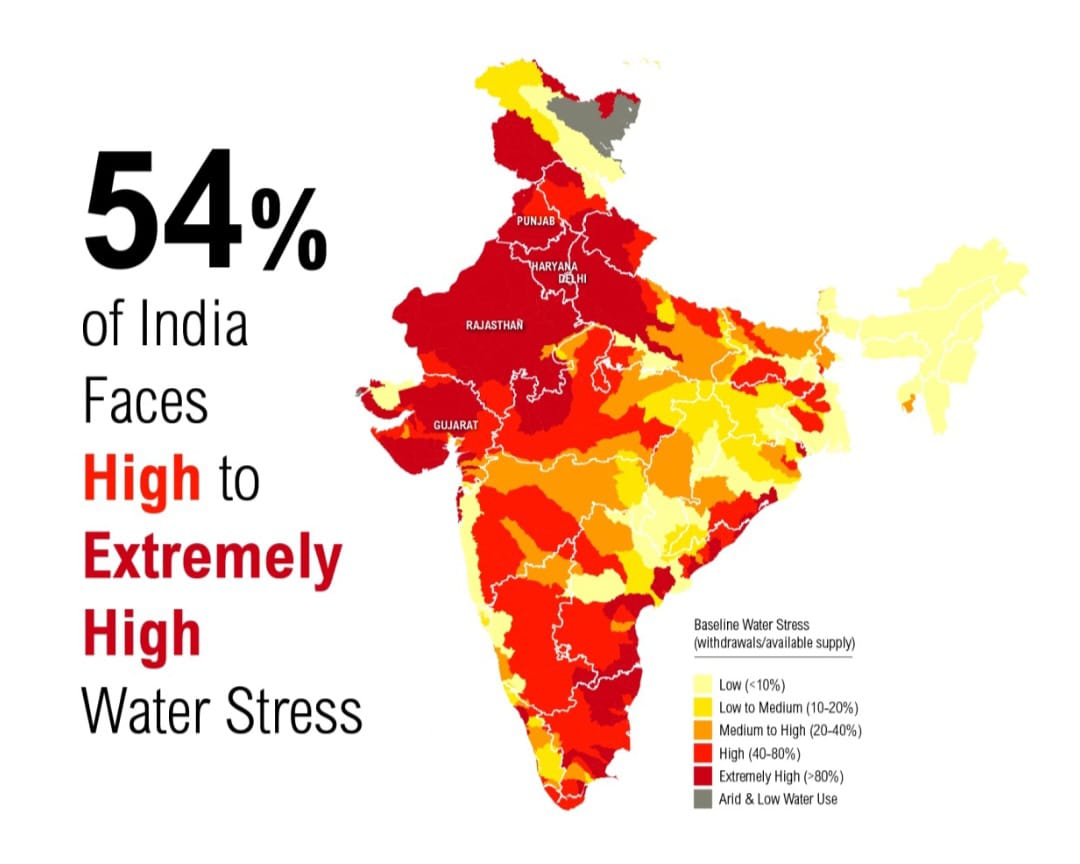 54%
of India
Faces
High to
Extremely
High
Water Stress
PUNJAB
HARYANA
DELHI
RAJASTHAN
GUJARAT
Baseline Water Stress
(withdrawals/available supply)
Low (<10%)
Low to Medium (10-20%)
Medium to High (20-40%)
High (40-80%)
Extremely High (>80%)
Arid & Low Water Use